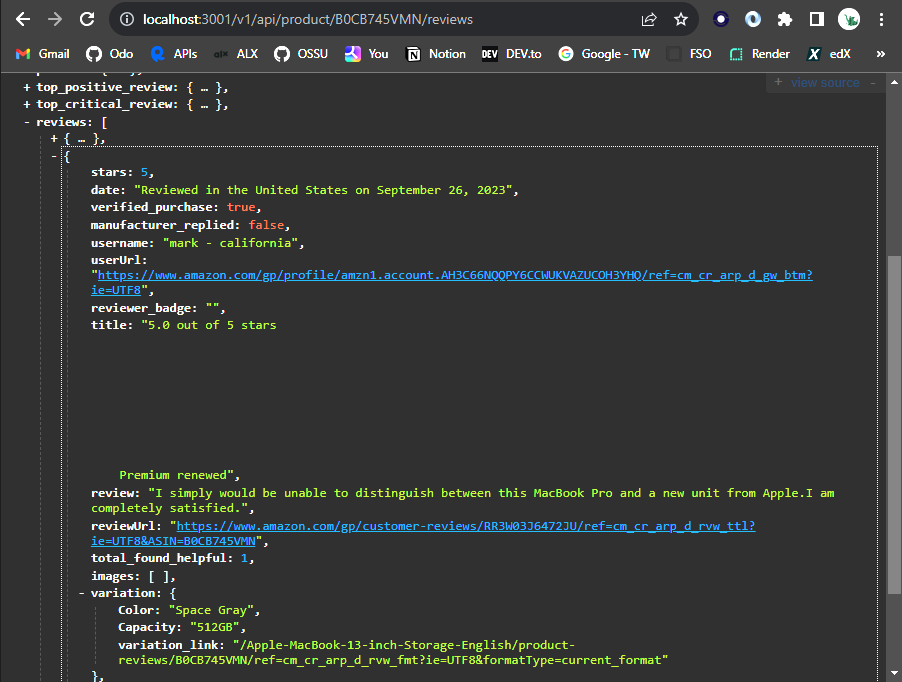 localhost:3001/v1/api/product/B0CB745VMN/reviews
Gmail Odo APIs alx ALX OSSU You Notion DEV DEV.to Google - TW FSO Render X edX »
+ view source -
+ top_positive_review: { … },
+ top_critical_review: { … },
- reviews: [
+ { … },
- {
stars: 5,
date: "Reviewed in the United States on September 26, 2023",
verified_purchase: true,
manufacturer_replied: false,
username: "mark - california",
userUrl:
"https://www.amazon.com/gp/profile/amzn1.account.AH3C66NQQPY6CCWUKVAZUCOH3YHQ/ref=cm_cr_arp_d_gw_btm?
ie=UTF8",
reviewer_badge: "",
title: "5.0 out of 5 stars
Premium renewed",
review: "I simply would be unable to distinguish between this MacBook Pro and a new unit from Apple.I am
completely satisfied.",
reviewUrl: "https://www.amazon.com/gp/customer-reviews/RR3W03J6472JU/ref=cm_cr_arp_d_rvw_ttl?
ie=UTF8&ASIN=B0CB745VMN",
total_found_helpful: 1,
images: [ ],
- variation: {
Color: "Space Gray",
Capacity: "512GB",
variation_link: "/Apple-MacBook-13-inch-Storage-English/product-
reviews/B0CB745VMN/ref=cm_cr_arp_d_rvw_fmt?ie=UTF8&formatType=current_format"
},